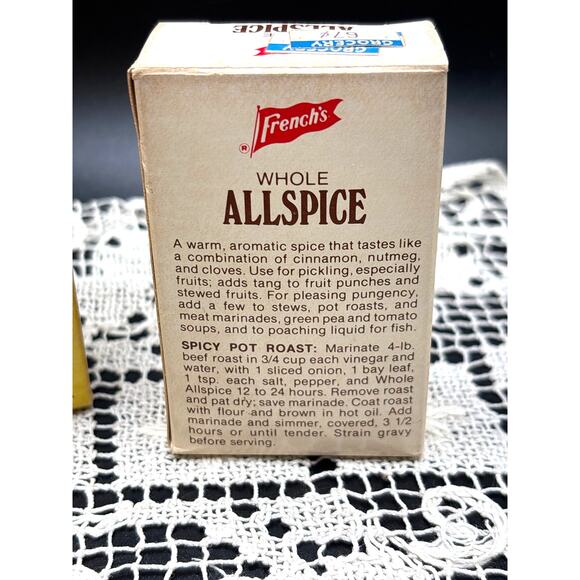 ALLSPICE
GROCERY
67¢
French's
®
WHOLE
ALLSPICE
A warm, aromatic spice that tastes like
a combination of cinnamon, nutmeg,
and cloves. Use for pickling, especially
fruits; adds tang to fruit punches and
stewed fruits. For pleasing pungency,
add a few to stews, pot roasts, and
meat marinades, green pea and tomato
soups, and to poaching liquid for fish.
SPICY POT ROAST: Marinate 4-lb.
beef roast in 3/4 cup each vinegar and
water, with 1 sliced onion, 1 bay leaf,
1 tsp. each salt, pepper, and Whole
Allspice 12 to 24 hours. Remove roast
and pat dry; save marinade. Coat roast
with flour and brown in hot oil. Add
marinade and simmer, covered, 3 1/2
hours or until tender. Strain gravy
before serving.